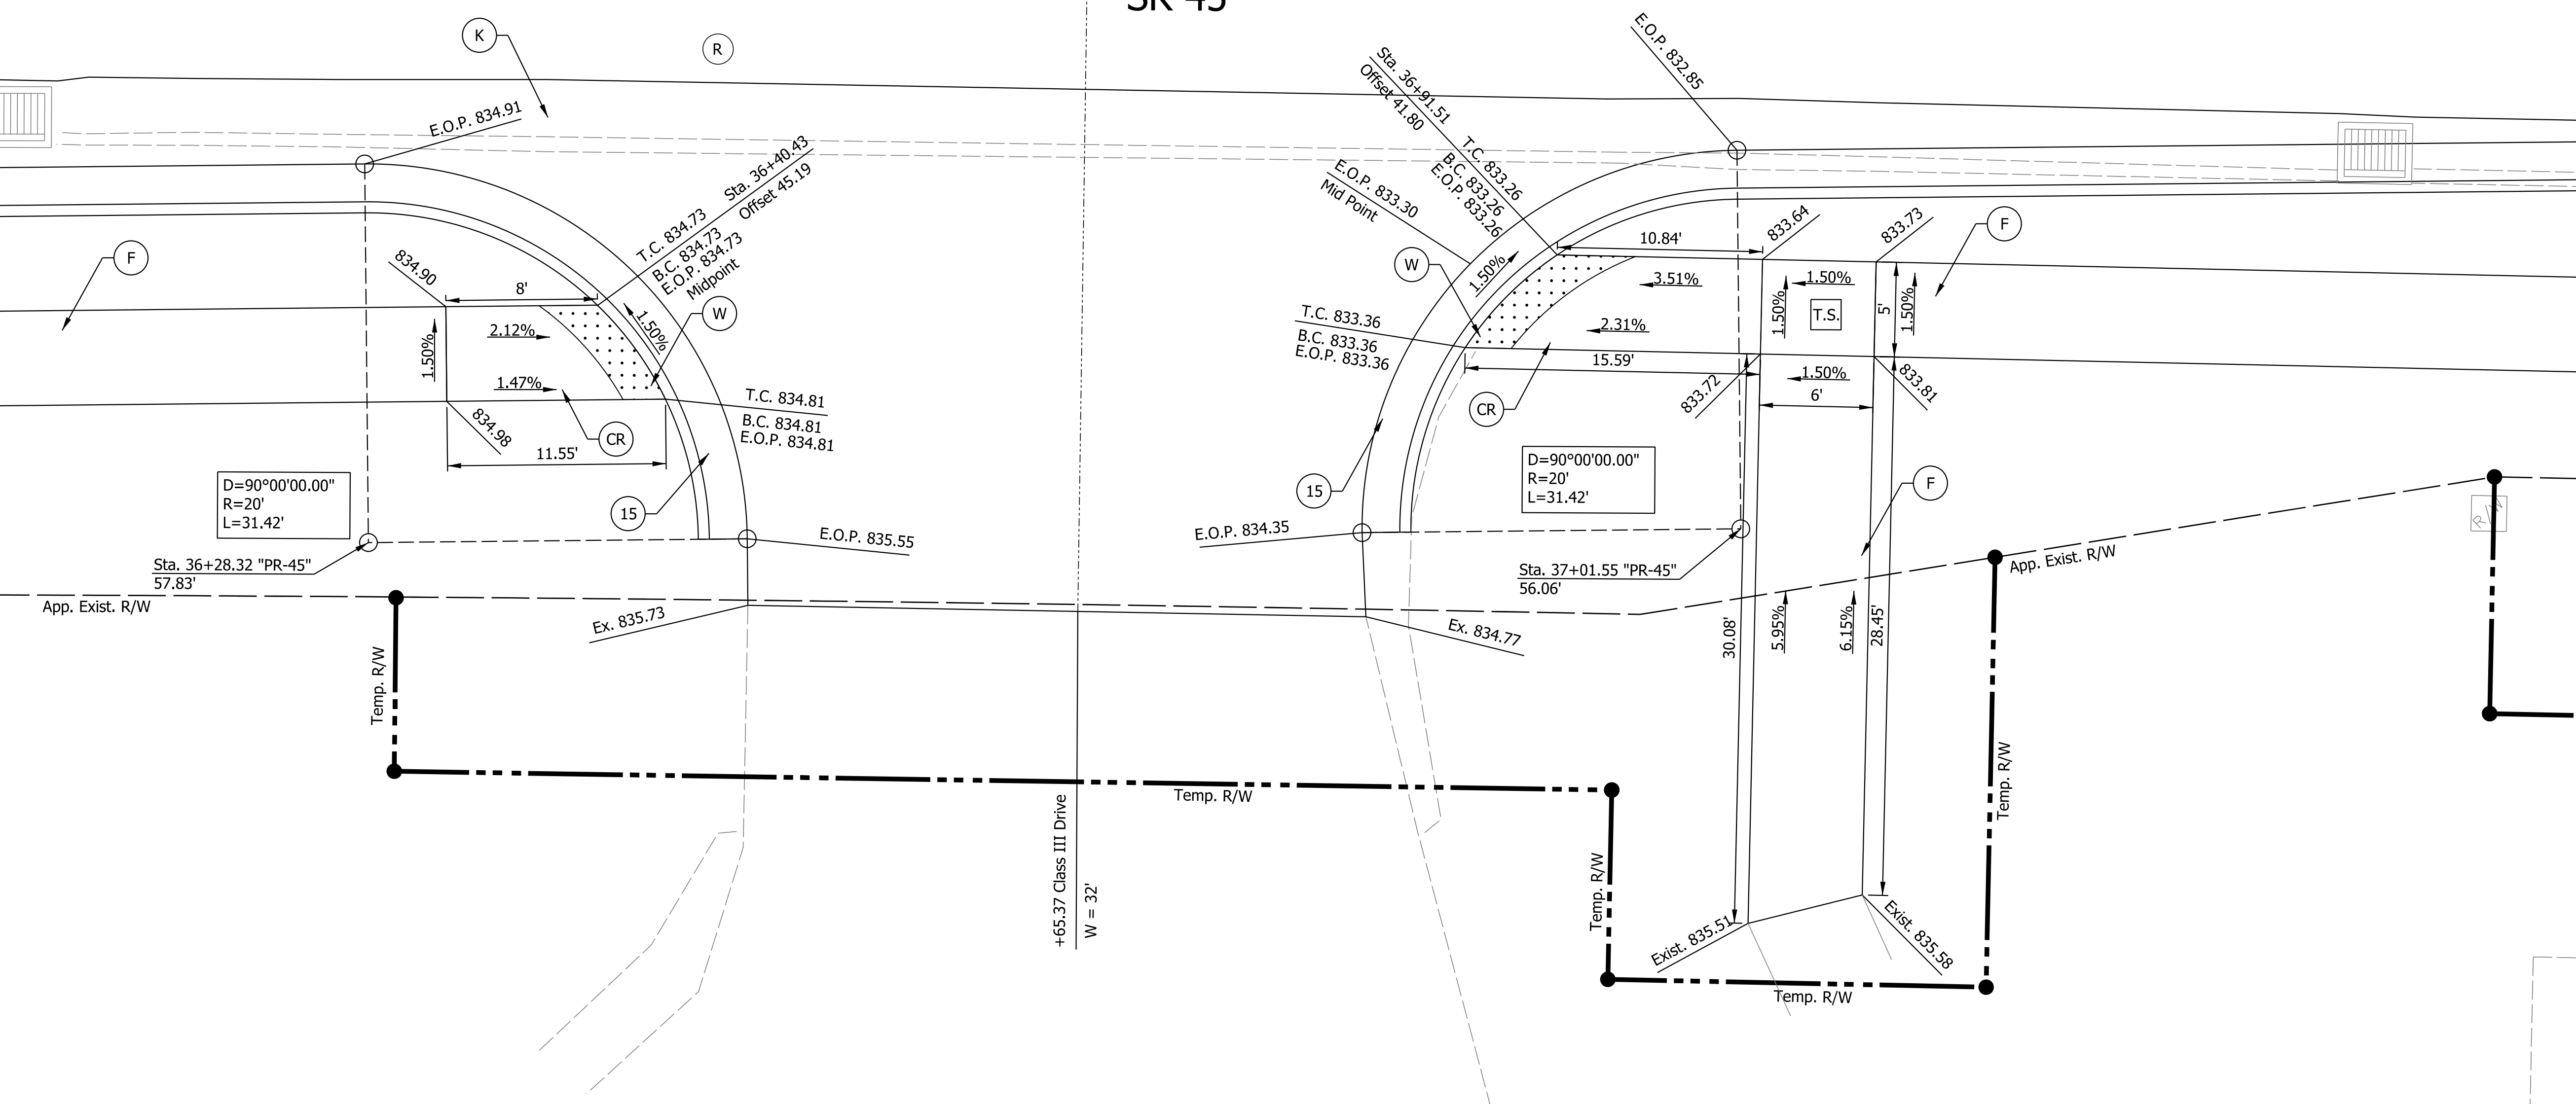 SR 45
K
R
E.O.P. 834.91
Sta. 36+40.43
Offset 45.19
T.C. 834.73
B.C. 834.73
E.O.P. 834.73
Midpoint
F
834.90
8'
W
1.50%
2.12%
1.50%
1.47%
T.C. 834.81
B.C. 834.81
E.O.P. 834.81
834.98
CR
11.55'
D=90°00'00.00"
R=20'
L=31.42'
15
E.O.P. 835.55
Sta. 36+28.32 "PR-45"
57.83'
App. Exist. R/W
Ex. 835.73
Temp. R/W
Temp. R/W
+65.37 Class III Drive
W = 32'
E.O.P. 832.85
Sta. 36+91.51
Offset 41.80
T.C. 833.26
B.C. 833.26
E.O.P. 833.26
E.O.P. 833.30
Mid Point
W
1.50%
10.84'
833.64
833.73
F
3.51%
1.50%
1.50%
T.S.
5'
1.50%
T.C. 833.36
B.C. 833.36
E.O.P. 833.36
2.31%
15.59'
1.50%
6'
833.72
833.81
CR
D=90°00'00.00"
R=20'
L=31.42'
15
F
E.O.P. 834.35
Sta. 37+01.55 "PR-45"
56.06'
App. Exist. R/W
R/W
Ex. 834.77
30.08'
5.95%
6.15%
28.45'
Temp. R/W
Temp. R/W
Exist. 835.51
Exist. 835.58
Temp. R/W